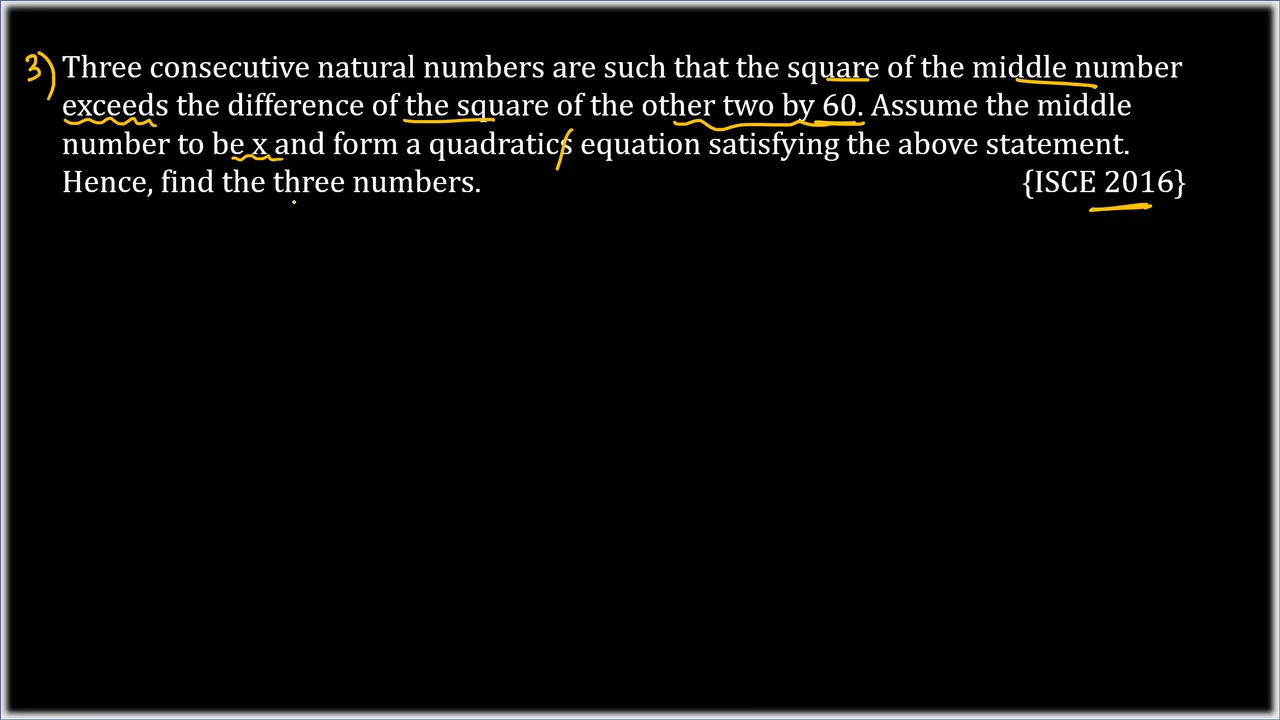 3) Three consecutive natural numbers are such that the square of the middle number
exceeds the difference of the square of the other two by 60. Assume the middle
number to be x and form a quadratics equation satisfying the above statement.
Hence, find the three numbers. {ISCE 2016}